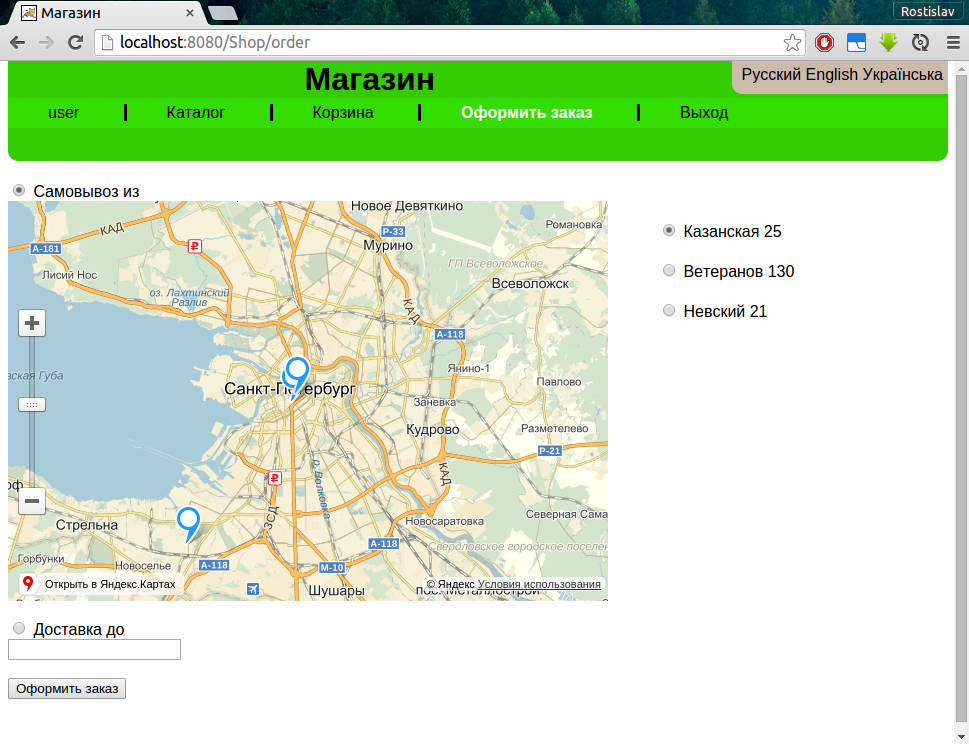 Магазин
Rostislav
localhost:8080/Shop/order
Магазин
Русский English Українська
user Каталог Корзина Оформить заказ Выход
Самовывоз из
Казанская 25
Ветеранов 130
Невский 21
Новое Девяткино
КАД
Р-33
Романовка
Мурино
А-181
₽
ГП Всеволожское
Лисий Нос
Всеволожск
оз. Лахтинский
Разлив
КАД
А-118
Янино-1
вская Губа
Санкт-Петербург
Павлово
Заневка
Кудрово
Разметелево
Р-21
КАД
₽
р. Волковка
оф
ЗСД
Стрельна
Новосаратовка
Северная Сама
А-118
Свердловское городское поселен
Горбунки
Новоселье
А-118
М-10
Открыть в Яндекс.Картах
Шушары
© Яндекс Условия использования
пос. Металлострой
Доставка до
Оформить заказ